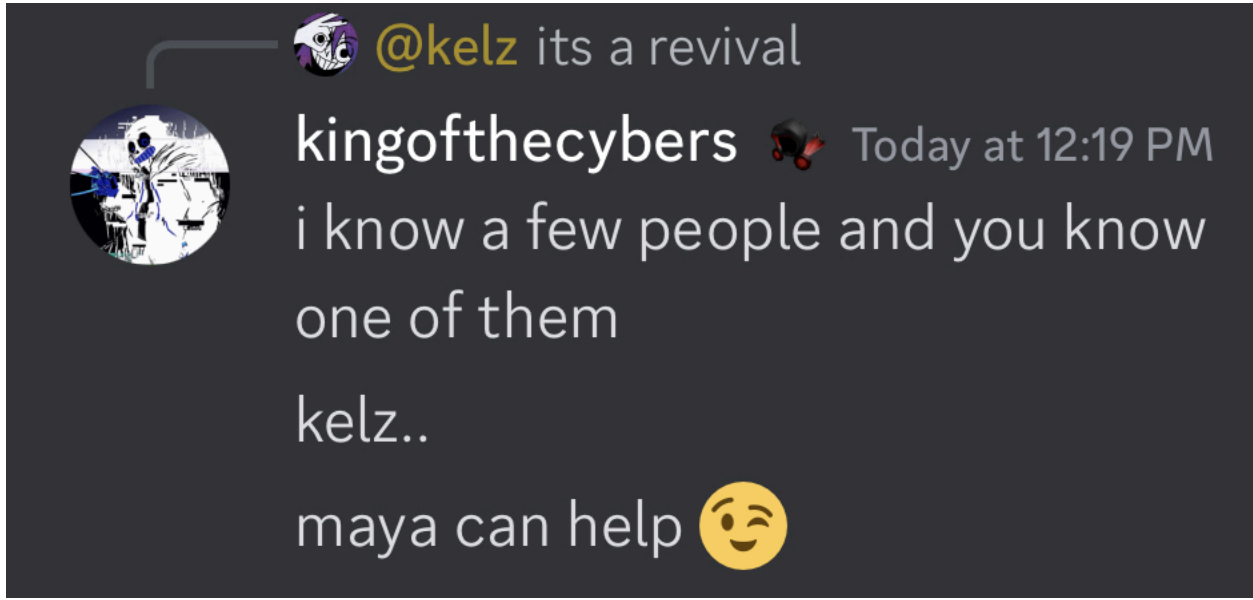 @kelz its a revival
kingofthecybers Today at 12:19 PM
i know a few people and you know
one of them
kelz..
maya can help 😉